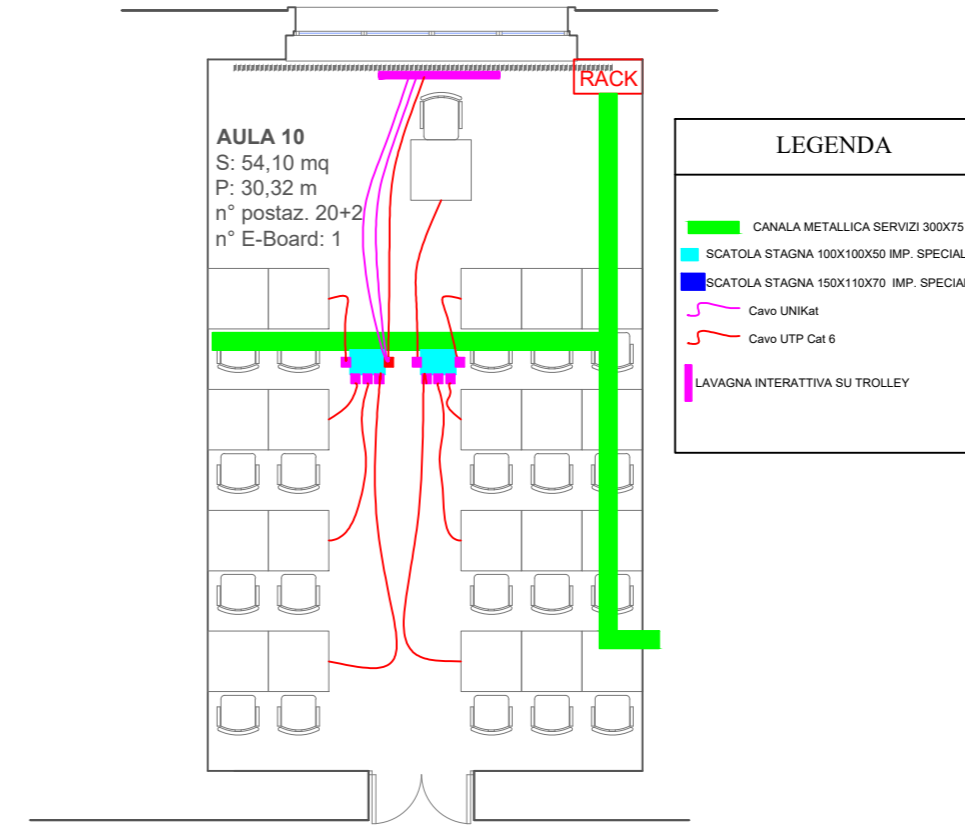 RACK
AULA 10
S: 54,10 mq
P: 30,32 m
n° postaz. 20+2
n° E-Board: 1
LEGENDA
CANALA METALLICA SERVIZI 300X75
SCATOLA STAGNA 100X100X50 IMP. SPECIAL
SCATOLA STAGNA 150X110X70 IMP. SPECIAL
Cavo UNIKat
Cavo UTP Cat 6
LAVAGNA INTERATTIVA SU TROLLEY